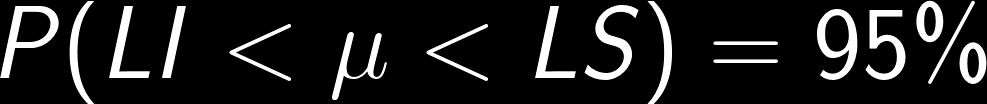 P(LI < μ < LS) = 95%